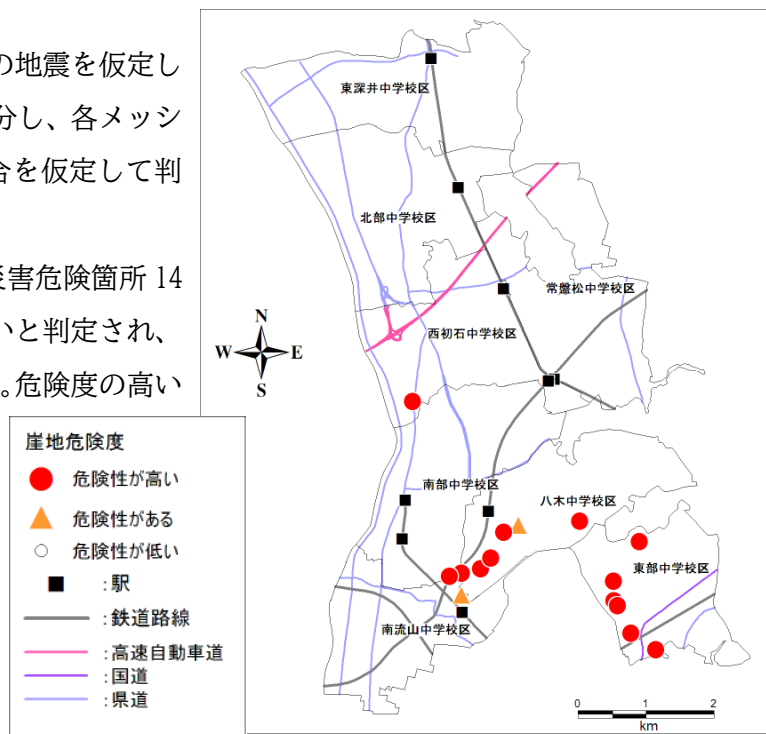 の地震を仮定し
分し、各メッシ
合を仮定して判
災害危険箇所 14
いと判定され、
。危険度の高い
東深井中学校区
北部中学校区
常盤松中学校区
西初石中学校区
N
W
E
S
南部中学校区
八木中学校区
東部中学校区
南流山中学校区
崖地危険度
危険性が高い
危険性がある
危険性が低い
:駅
:鉄道路線
:高速自動車道
:国道
:県道
0 1 2
km